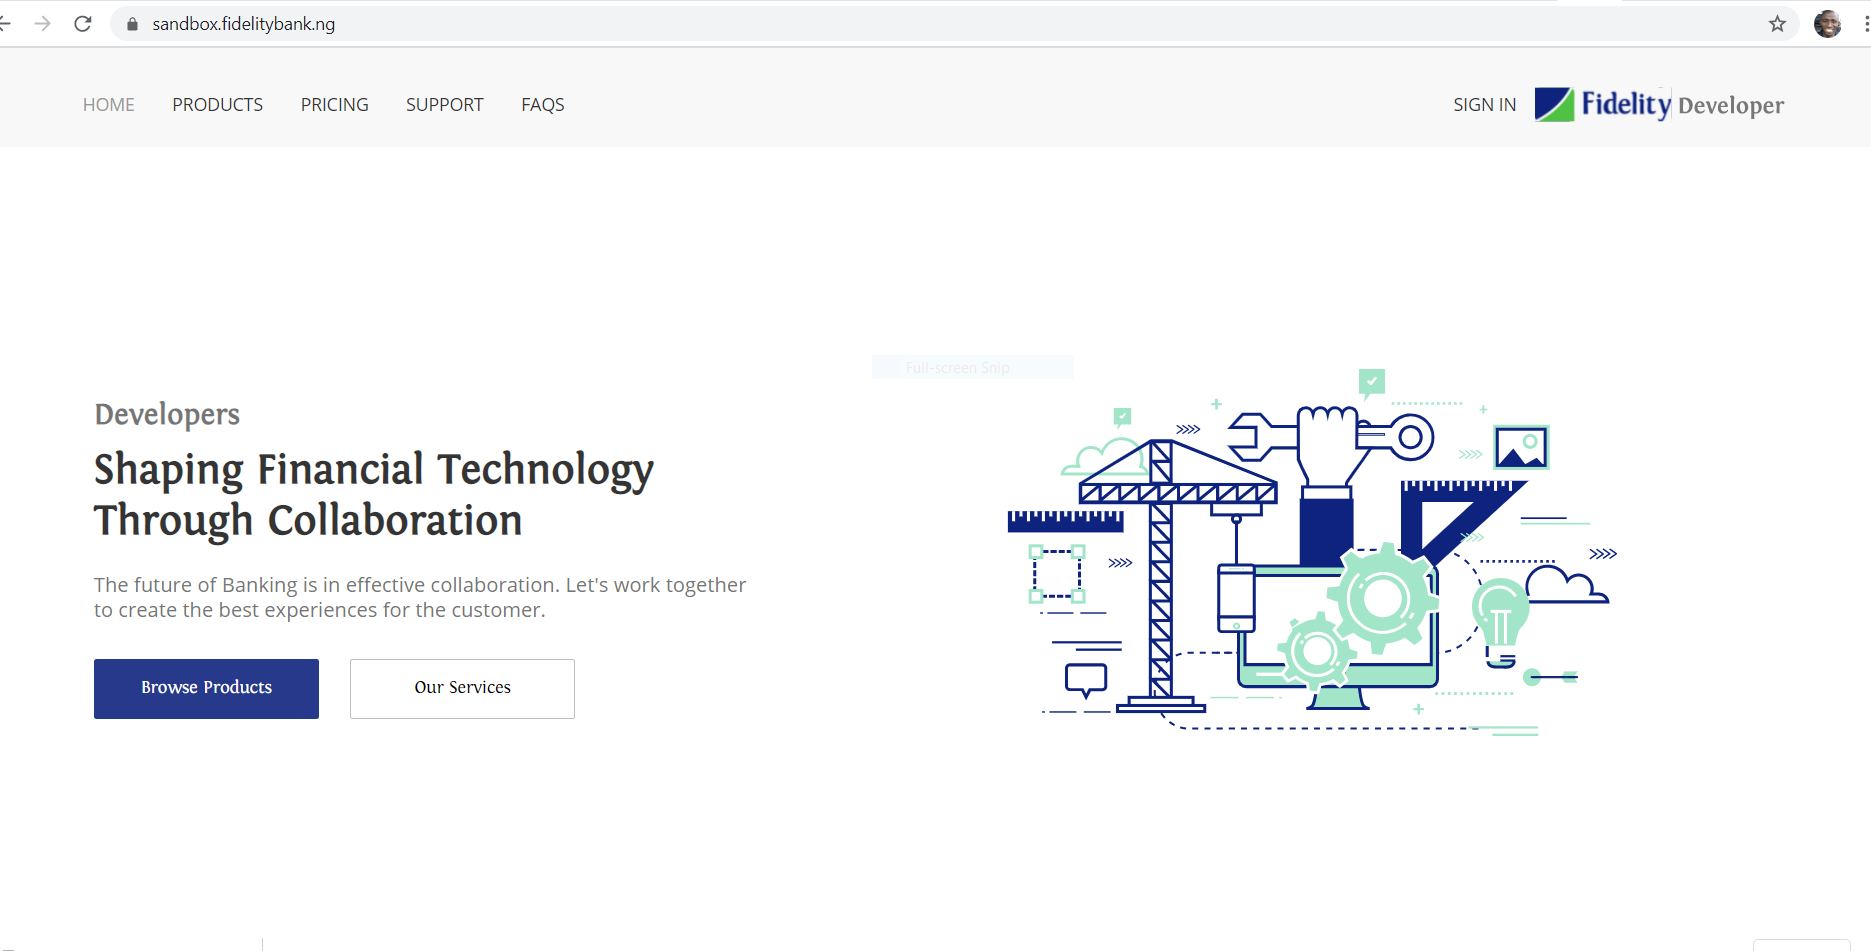 sandbox.fidelitybank.ng
HOME PRODUCTS PRICING SUPPORT FAQS SIGN IN Fidelity Developer
Full-screen Snip
Developers
Shaping Financial Technology
Through Collaboration
The future of Banking is in effective collaboration. Let's work together
to create the best experiences for the customer.
Browse Products Our Services